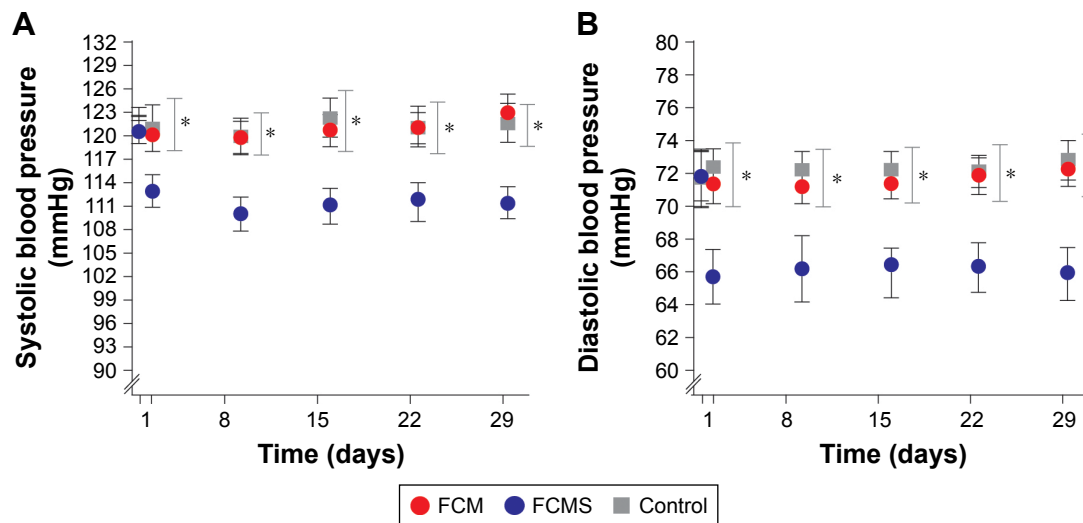 A
Systolic blood pressure
(mmHg)
132
129
126
123
120
117
114
111
108
105
102
99
96
93
90
* * * * *
1 8 15 22 29
Time (days)
B
Diastolic blood pressure
(mmHg)
80
78
76
74
72
70
68
66
64
62
60
* * * *
1 8 15 22 29
Time (days)
FCM FCMS Control